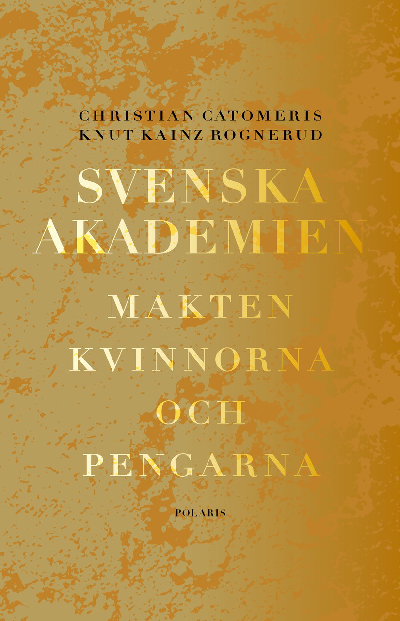 CHRISTIAN CATOMERIS
KNUT KAINZ ROGNERUD
SVENSKA
AKADEMIEN
MAKTEN
KVINNORNA
OCH
PENGARNA
POLARIS